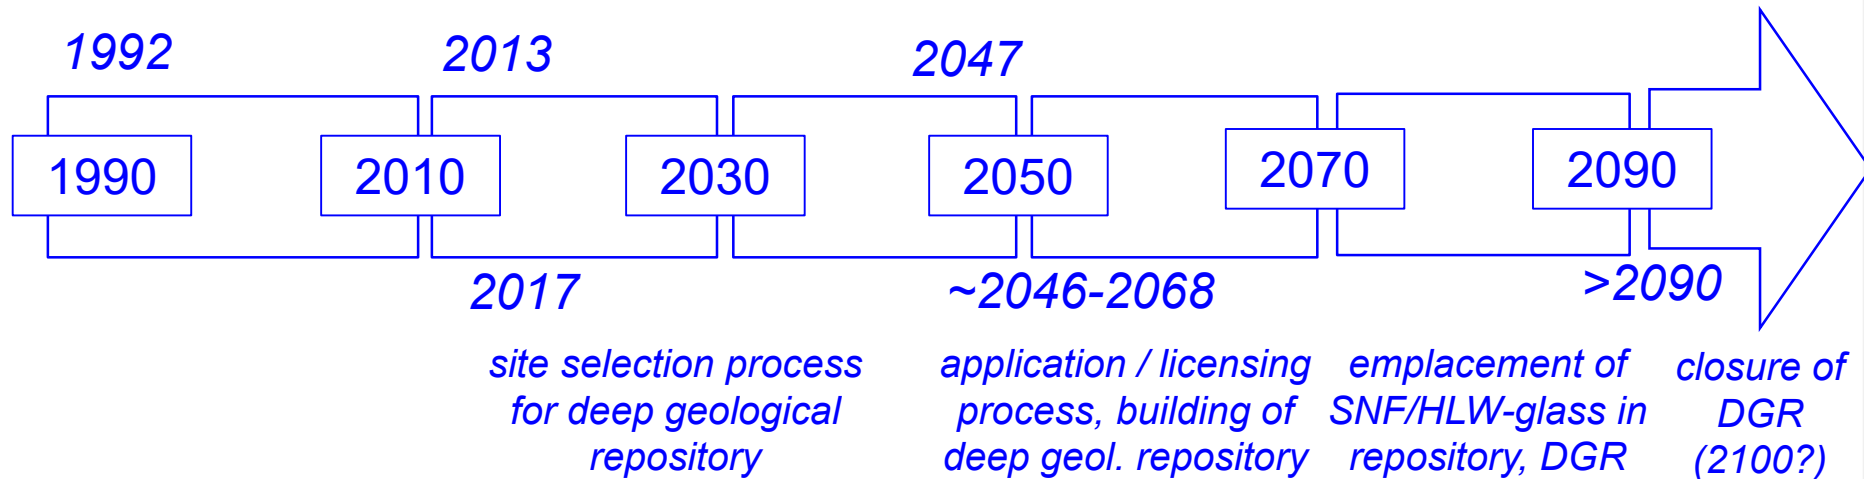 1992
2013
2047
1990
2010
2030
2050
2070
2090
2017
~2046-2068
>2090
site selection process
for deep geological
repository
application / licensing
process, building of
deep geol. repository
emplacement of
SNF/HLW-glass in
repository, DGR
closure of
DGR
(2100?)